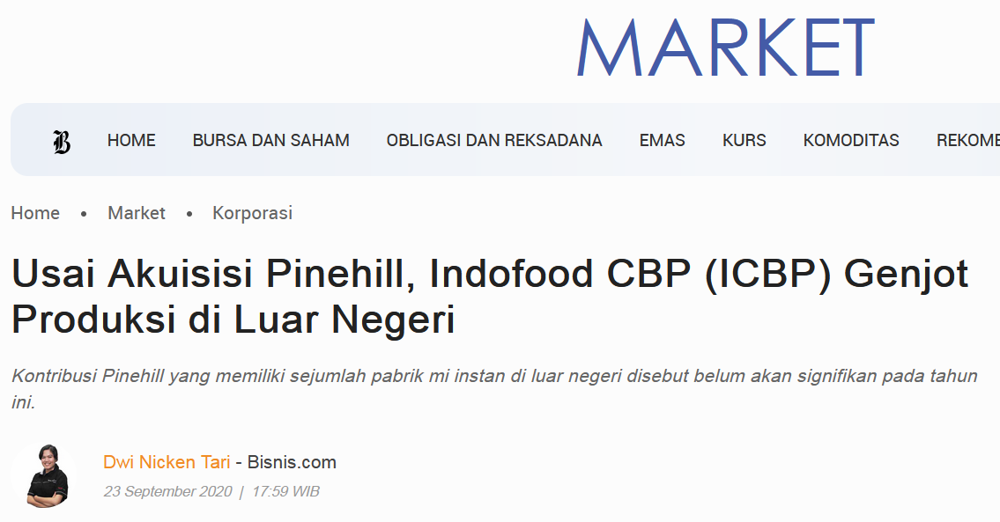 MARKET
B HOME BURSA DAN SAHAM OBLIGASI DAN REKSADANA EMAS KURS KOMODITAS REKOME
Home • Market • Korporasi
Usai Akuisisi Pinehill, Indofood CBP (ICBP) Genjot
Produksi di Luar Negeri
Kontribusi Pinehill yang memiliki sejumlah pabrik mi instan di luar negeri disebut belum akan signifikan pada tahun
ini.
Dwi Nicken Tari - Bisnis.com
23 September 2020 | 17:59 WIB